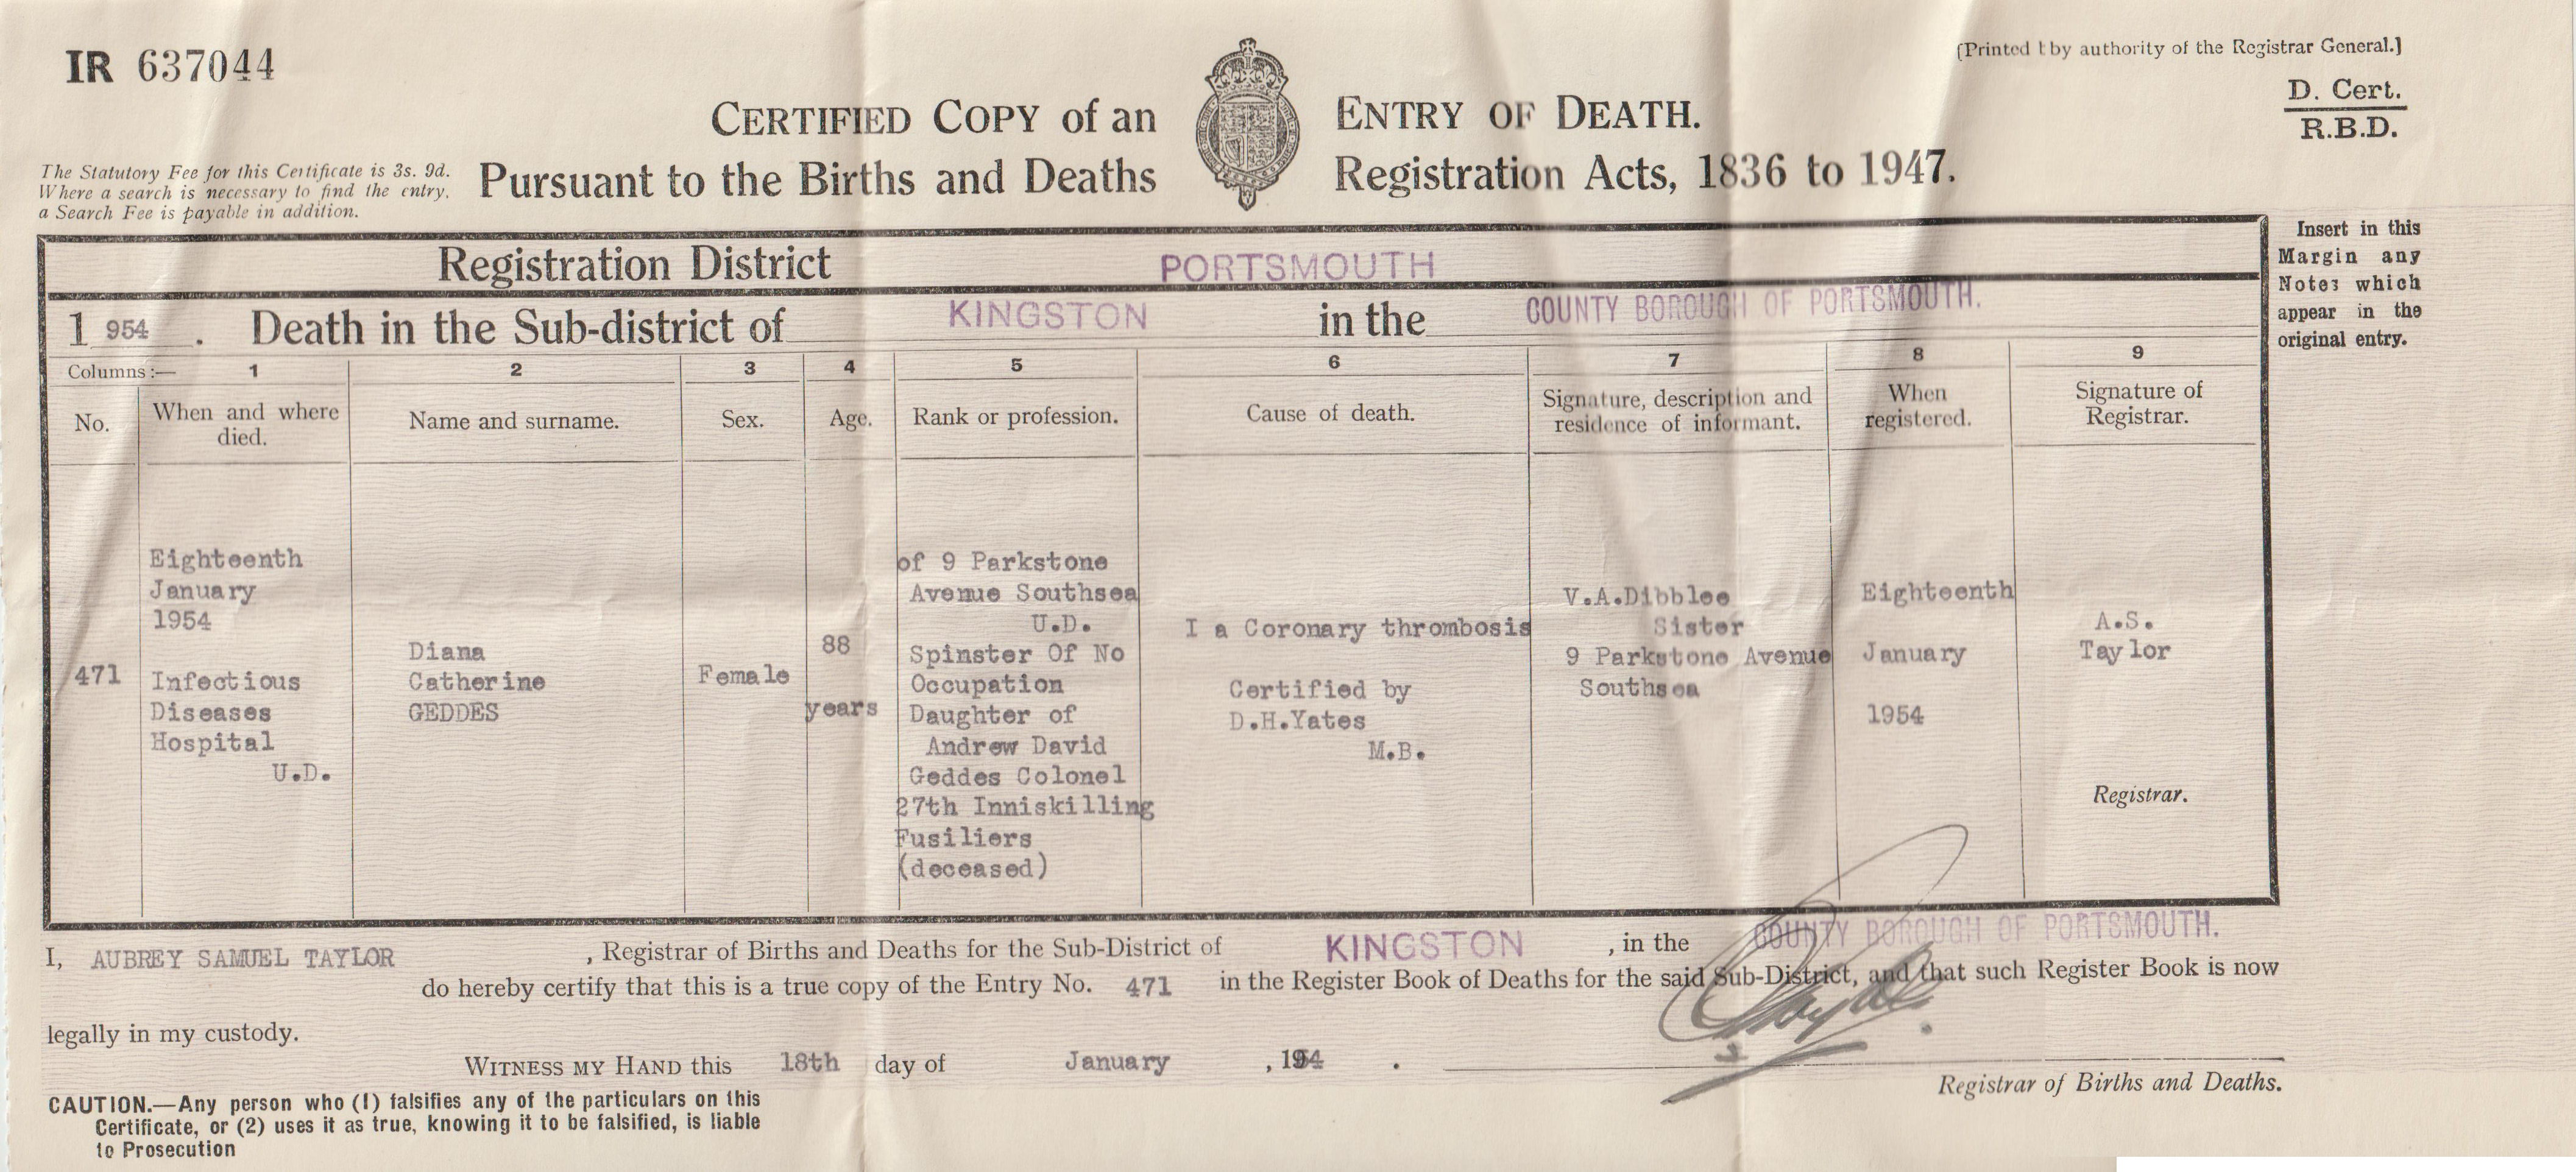 IR 637044
[Printed by authority of the Registrar General.]
D. Cert.
R.B.D.
CERTIFIED COPY of an ENTRY OF DEATH.
Pursuant to the Births and Deaths Registration Acts, 1836 to 1947.
The Statutory Fee for this Certificate is 3s. 9d.
Where a search is necessary to find the entry,
a Search Fee is payable in addition.
Registration District PORTSMOUTH
1 954 . Death in the Sub-district of KINGSTON in the COUNTY BOROUGH OF PORTSMOUTH.
Insert in this
Margin any
Notes which
appear in the
original entry.
Columns :— 1 2 3 4 5 6 7 8 9
No.
When and where
died.
Name and surname.
Sex.
Age.
Rank or profession.
Cause of death.
Signature, description and
residence of informant.
When
registered.
Signature of
Registrar.
471
Eighteenth
January
1954
Infectious
Diseases
Hospital
U.D.
Diana
Catherine
GEDDES
Female
88
years
of 9 Parkstone
Avenue Southsea
U.D.
Spinster Of No
Occupation
Daughter of
Andrew David
Geddes Colonel
27th Inniskilling
Fusiliers
(deceased)
I a Coronary thrombosis
Certified by
D.H.Yates
M.B.
V.A.Dibblee
Sister
9 Parkstone Avenue
Southsea
Eighteenth
January
1954
A.S.
Taylor
Registrar.
I, AUBREY SAMUEL TAYLOR , Registrar of Births and Deaths for the Sub-District of KINGSTON , in the COUNTY BOROUGH OF PORTSMOUTH.
do hereby certify that this is a true copy of the Entry No. 471 in the Register Book of Deaths for the said Sub-District, and that such Register Book is now
legally in my custody.
WITNESS MY HAND this 18th day of January , 1954 .
Registrar of Births and Deaths.
CAUTION.—Any person who (1) falsifies any of the particulars on this
Certificate, or (2) uses it as true, knowing it to be falsified, is liable
to Prosecution